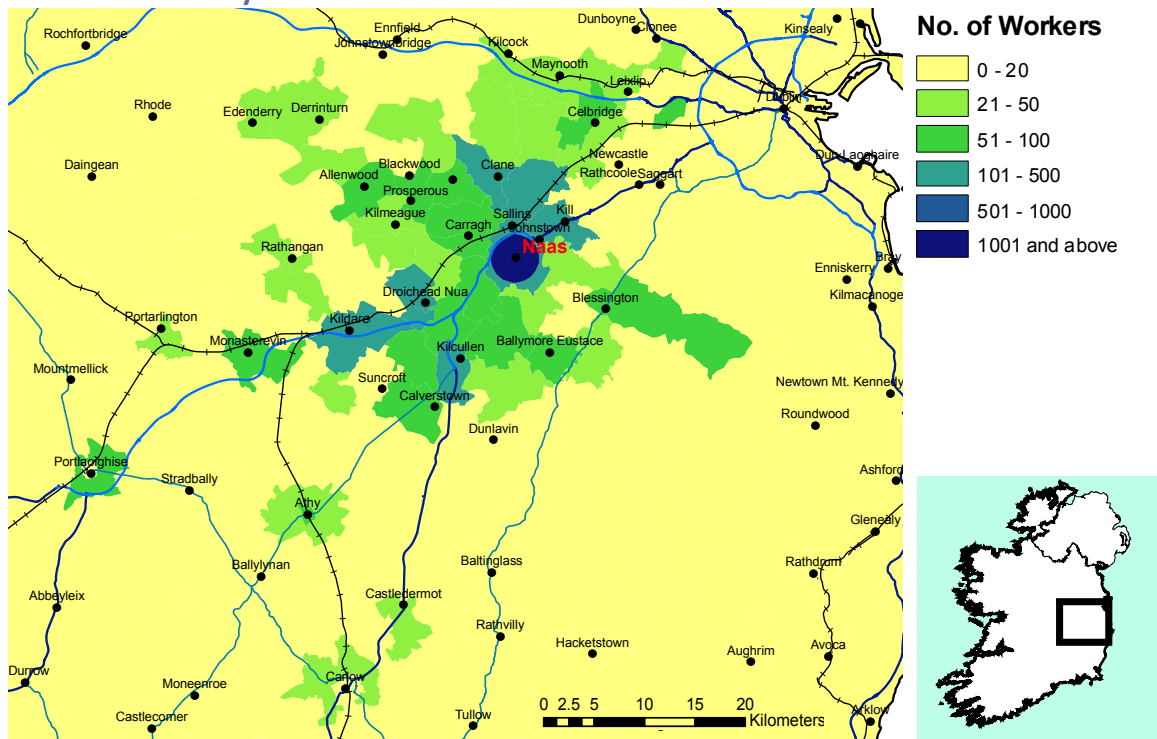 No. of Workers
0 - 20
21 - 50
51 - 100
101 - 500
501 - 1000
1001 and above
Rochfortbridge
Ennfield
Johnstownbridge
Kilcock
Dunboyne
Clonee
Kinsealy
Maynooth
Leixlip
Dublin
Rhode
Edenderry
Derrinturn
Celbridge
Daingean
Allenwood
Blackwood
Prosperous
Clane
Newcastle
Rathcoole
Saggart
Dun Laoghaire
Kilmeague
Carragh
Sallins
Kill
Johnstown
Naas
Rathangan
Enniskerry
Bray
Kilmacanoge
Droichead Nua
Blessington
Portarlington
Kildare
Monasterevin
Kilcullen
Ballymore Eustace
Mountmellick
Suncroft
Calverstown
Newtown Mt. Kennedy
Roundwood
Dunlavin
Portlaoighise
Stradbally
Ashford
Athy
Glenealy
Ballylynan
Baltinglass
Rathdrum
Abbeyleix
Castledermot
Rathvilly
Hacketstown
Aughrim
Avoca
Durrow
Moneenroe
Carlow
Castlecomer
Tullow
Arklow
0 2.5 5 10 15 20
Kilometers